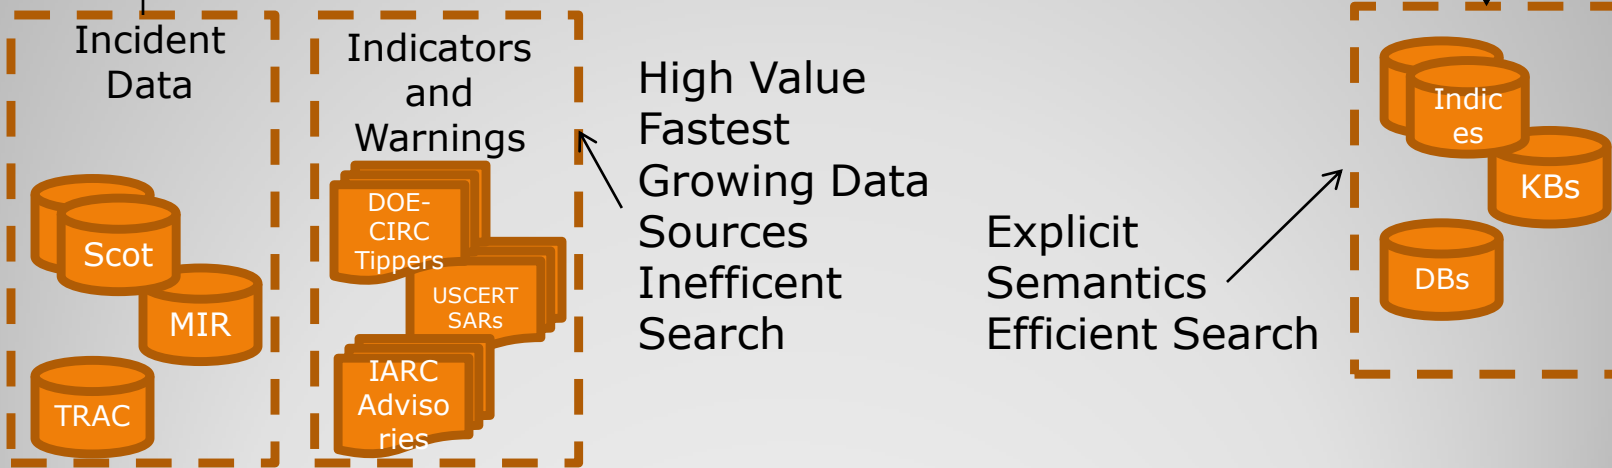 Incident
Data
Scot
MIR
TRAC
Indicators
and
Warnings
DOE-
CIRC
Tippers
USCERT
SARs
IARC
Adviso
ries
High Value
Fastest
Growing Data
Sources
Inefficent
Search
Explicit
Semantics
Efficient Search
Indic
es
KBs
DBs